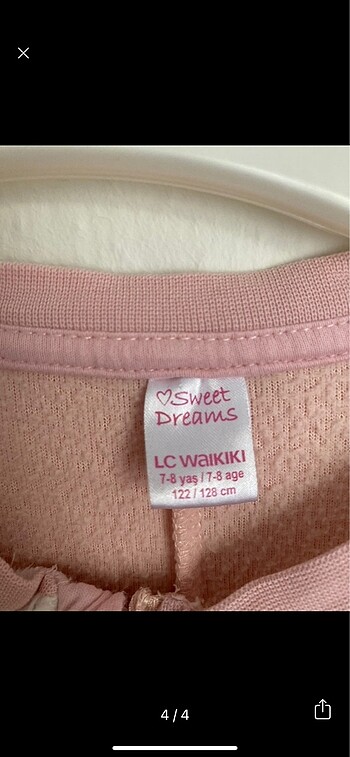 ♡Sweet
Dreams
LC WAIKIKI
7-8 yaş / 7-8 age
122 / 128 cm
4 / 4